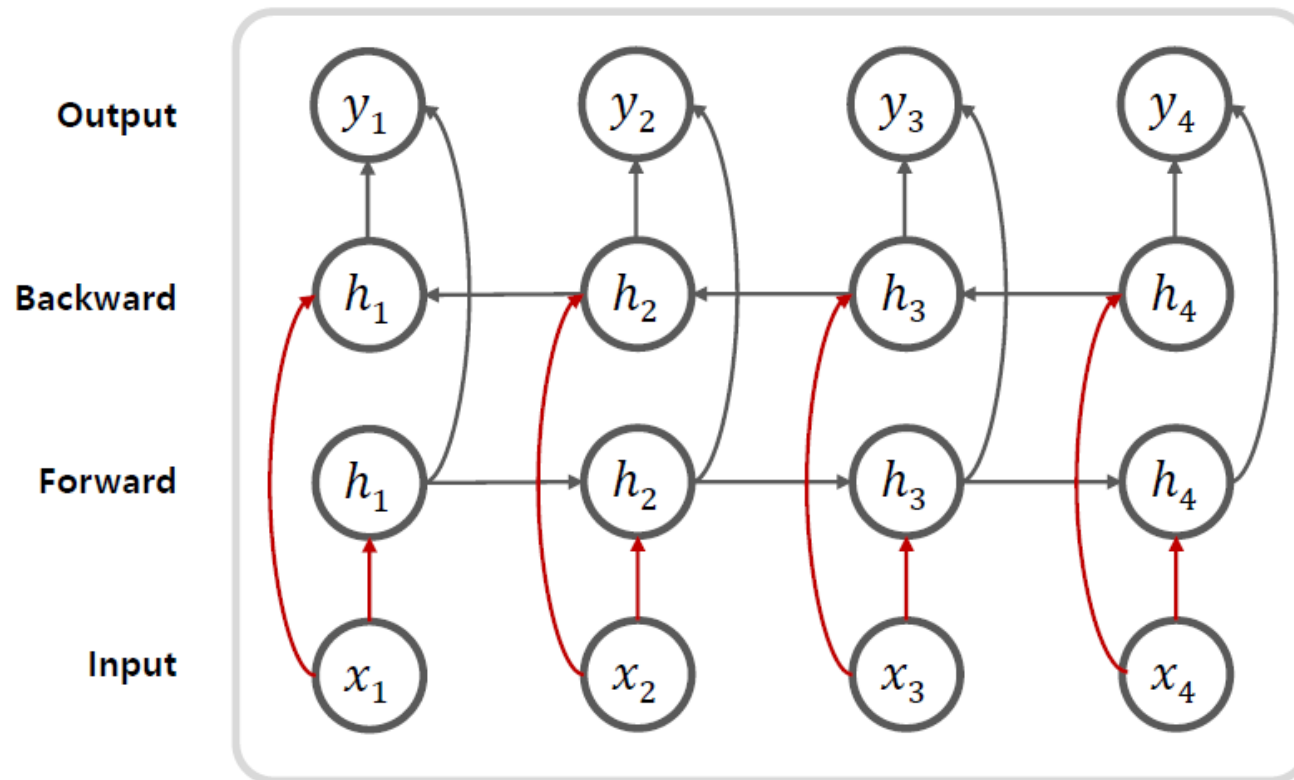 Output y₁ y₂ y₃ y₄
Backward h₁ h₂ h₃ h₄
Forward h₁ h₂ h₃ h₄
Input x₁ x₂ x₃ x₄